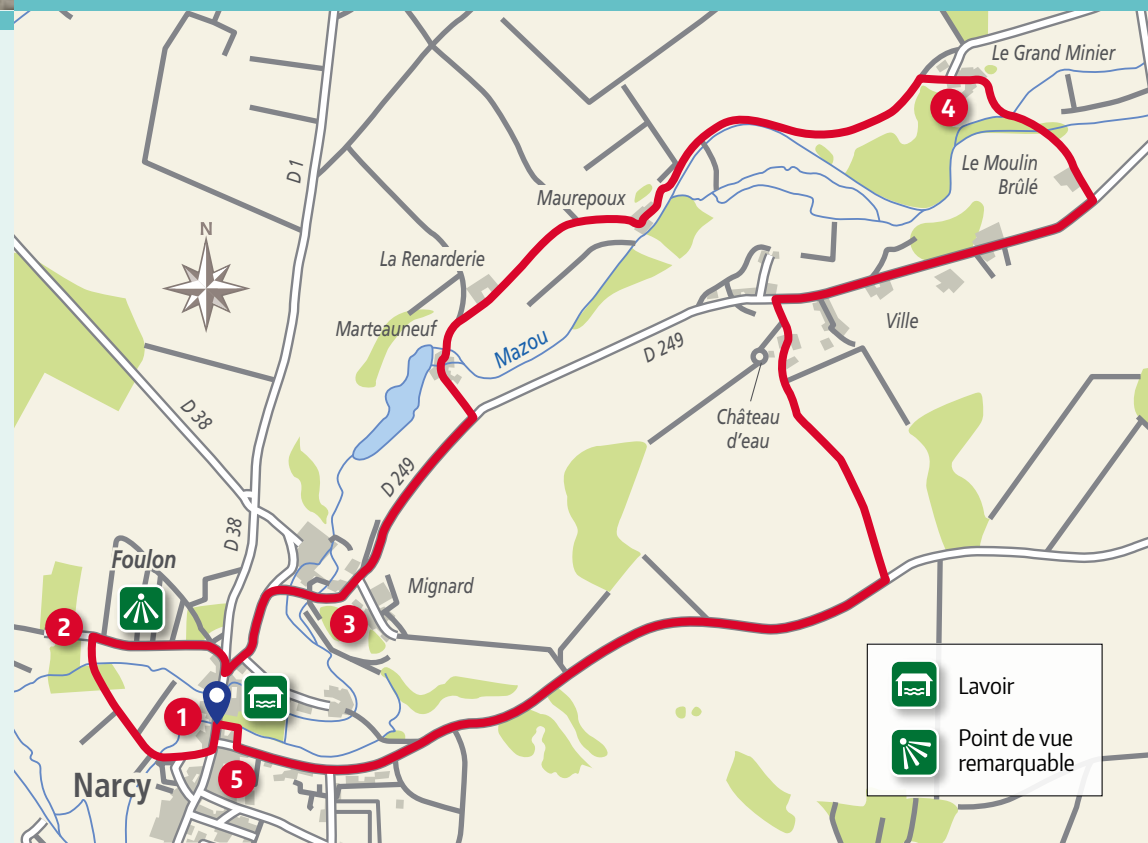 Le Grand Minier
4
D 1
Le Moulin
Brûlé
Maurepoux
N
La Renarderie
Marteauneuf
Mazou
Ville
D 249
D 38
Château
d'eau
D 249
D 38
Foulon
Mignard
2
3
Lavoir
1
Point de vue
remarquable
5
Narcy